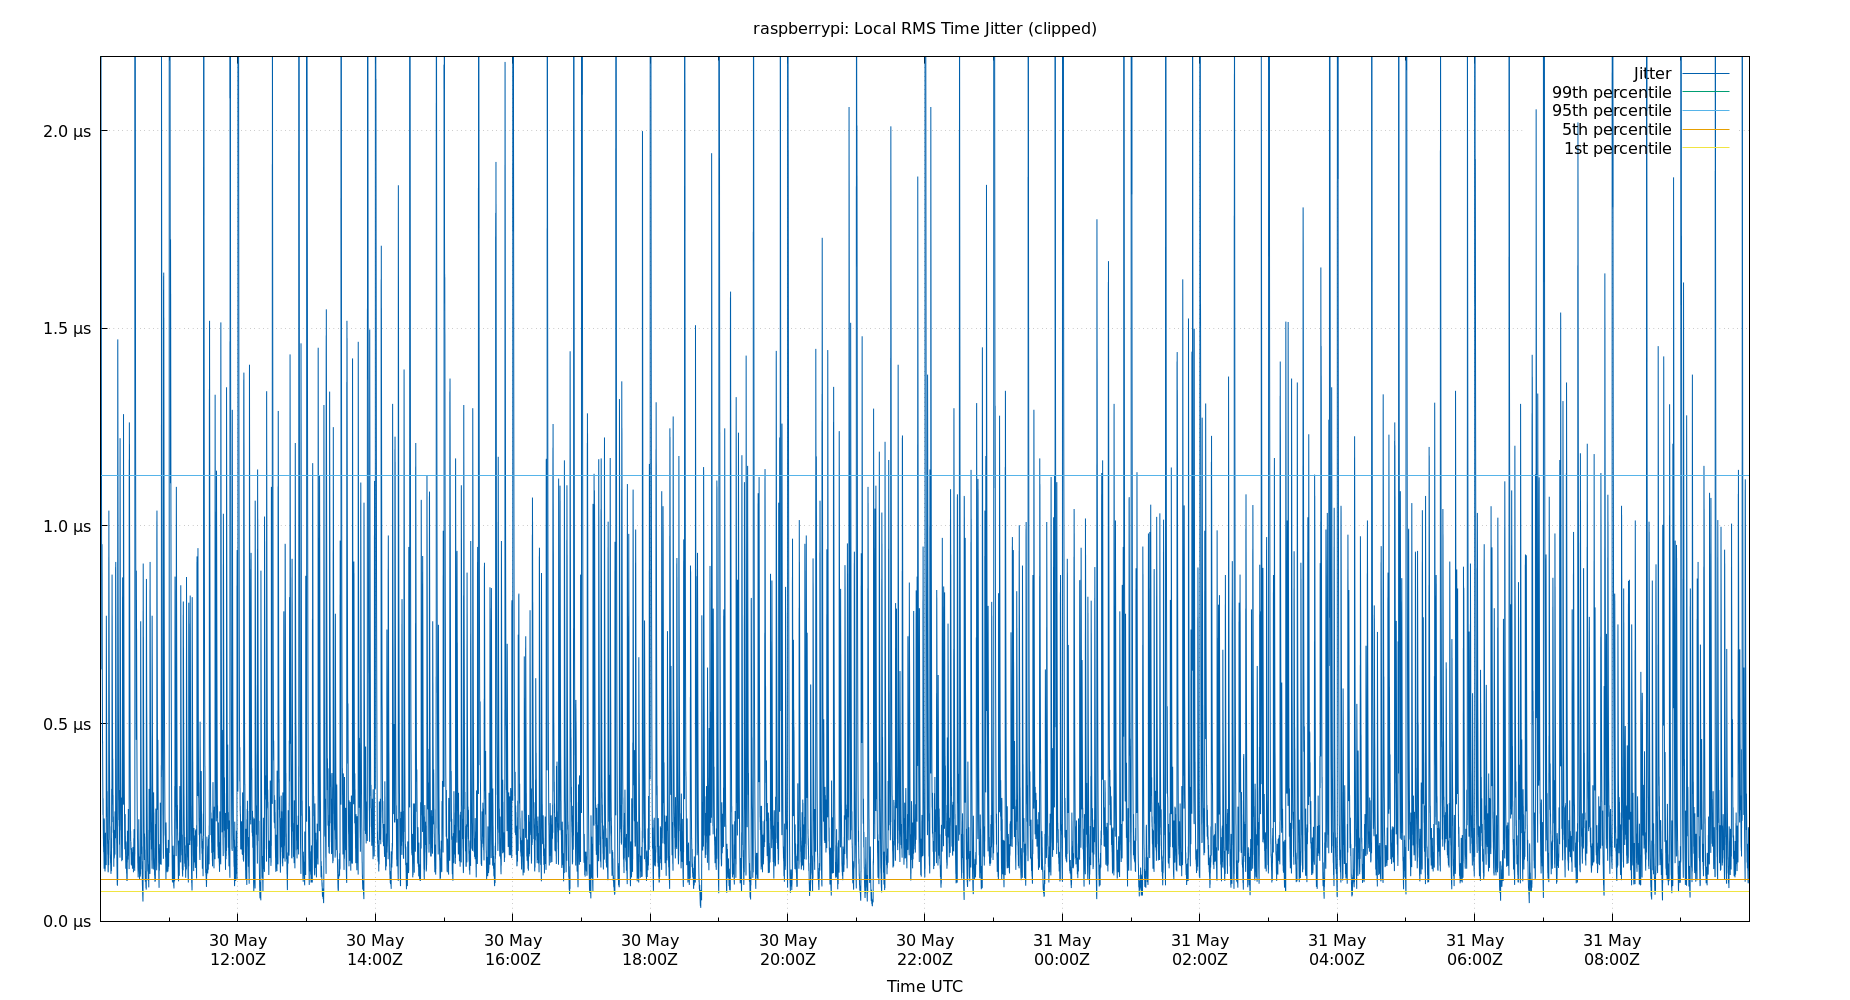 raspberrypi: Local RMS Time Jitter (clipped)
Jitter
99th percentile
95th percentile
5th percentile
1st percentile
2.0 μs
1.5 μs
1.0 μs
0.5 μs
0.0 μs
30 May 30 May 30 May 30 May 30 May 30 May 31 May 31 May 31 May 31 May 31 May
12:00Z 14:00Z 16:00Z 18:00Z 20:00Z 22:00Z 00:00Z 02:00Z 04:00Z 06:00Z 08:00Z
Time UTC